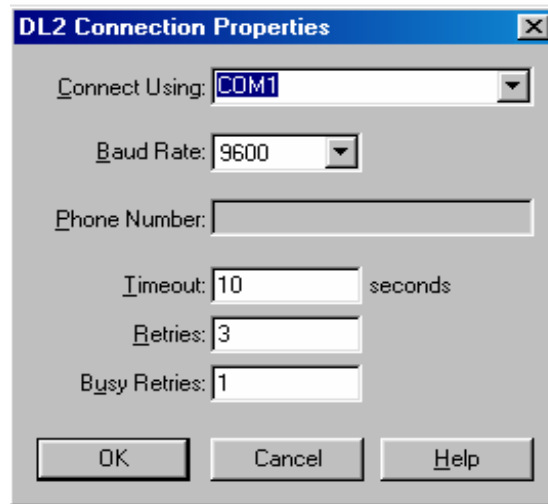 DL2 Connection Properties
Connect Using: COM1
Baud Rate: 9600
Phone Number:
Timeout: 10 seconds
Retries: 3
Busy Retries: 1
OK Cancel Help